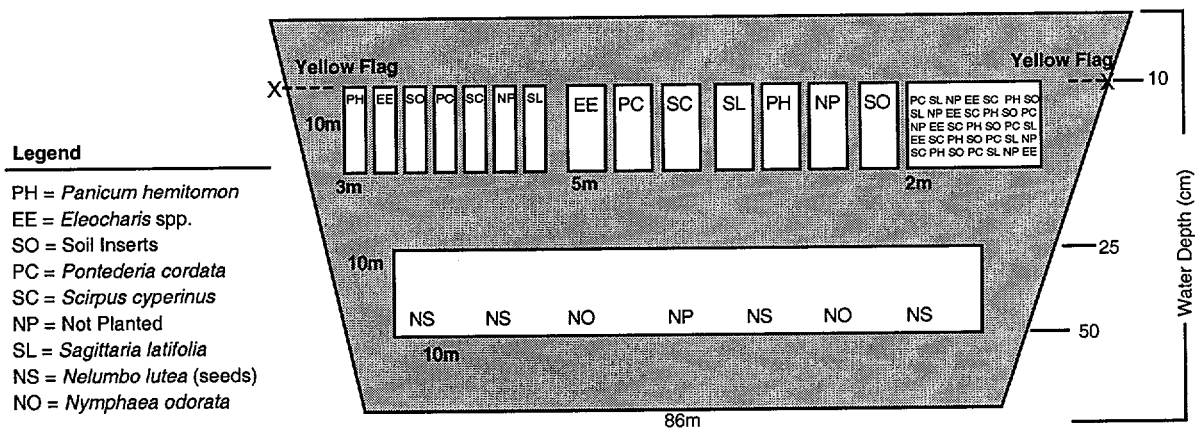 Yellow Flag
Yellow Flag
X
X
10
PH EE SO PC SC NP SL
EE PC SC SL PH NP SO
PC SL NP EE SC PH SO
SL NP EE SC PH SO PC
NP EE SC PH SO PC SL
EE SC PH SO PC SL NP
SC PH SO PC SL NP EE
10m
3m
5m
2m
Legend
PH = Panicum hemitomon
EE = Eleocharis spp.
SO = Soil Inserts
PC = Pontederia cordata
SC = Scirpus cyperinus
NP = Not Planted
SL = Sagittaria latifolia
NS = Nelumbo lutea (seeds)
NO = Nymphaea odorata
10m
25
NS NS NO NP NS NO NS
50
10m
86m
Water Depth (cm)